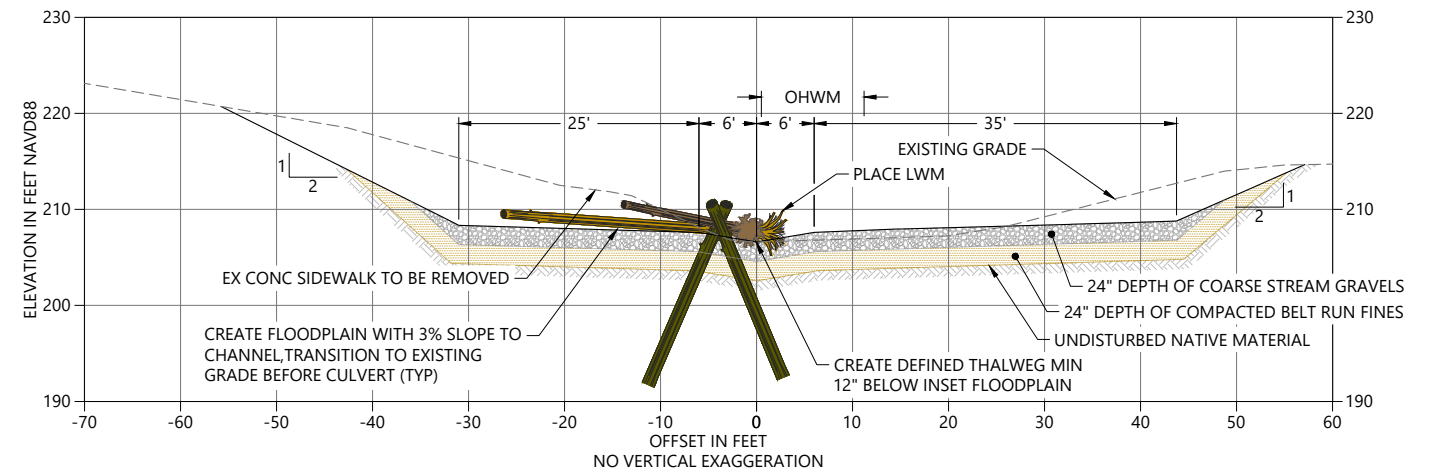 230
230
OHWM
220
220
25'
6'
6'
35'
EXISTING GRADE
PLACE LWM
1
2
1
2
210
210
EX CONC SIDEWALK TO BE REMOVED
24" DEPTH OF COARSE STREAM GRAVELS
200
200
24" DEPTH OF COMPACTED BELT RUN FINES
UNDISTURBED NATIVE MATERIAL
CREATE FLOODPLAIN WITH 3% SLOPE TO
CHANNEL,TRANSITION TO EXISTING
GRADE BEFORE CULVERT (TYP)
CREATE DEFINED THALWEG MIN
12" BELOW INSET FLOODPLAIN
190
190
ELEVATION IN FEET NAVD88
-70 -60 -50 -40 -30 -20 -10 0 10 20 30 40 50 60
OFFSET IN FEET
NO VERTICAL EXAGGERATION